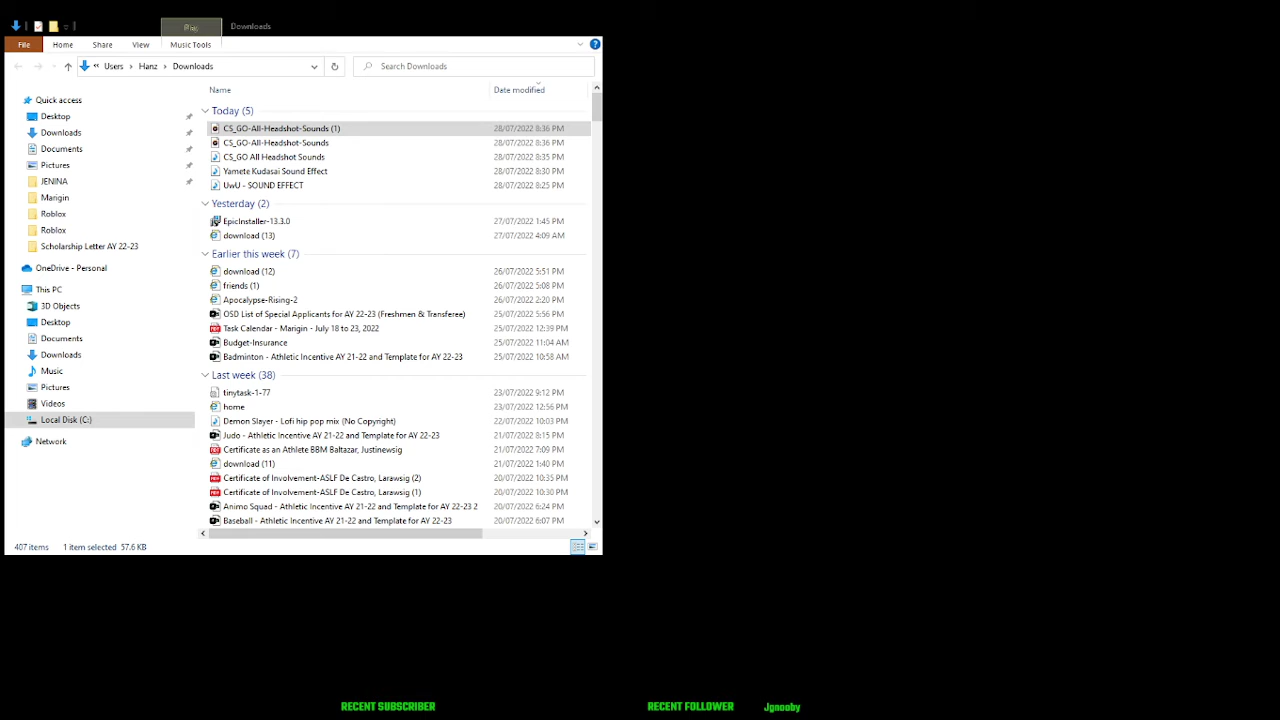 Play Downloads
File Home Share View Music Tools
« Users › Hanz › Downloads Search Downloads
Name Date modified
Quick access
Desktop
Downloads
Documents
Pictures
JENINA
Marigin
Roblox
Roblox
Scholarship Letter AY 22-23
OneDrive - Personal
This PC
3D Objects
Desktop
Documents
Downloads
Music
Pictures
Videos
Local Disk (C:)
Network
Today (5)
CS_GO-All-Headshot-Sounds (1) 28/07/2022 8:36 PM
CS_GO-All-Headshot-Sounds 28/07/2022 8:36 PM
CS_GO All Headshot Sounds 28/07/2022 8:35 PM
Yamete Kudasai Sound Effect 28/07/2022 8:30 PM
UwU - SOUND EFFECT 28/07/2022 8:25 PM
Yesterday (2)
EpicInstaller-13.3.0 27/07/2022 1:45 PM
download (13) 27/07/2022 4:09 AM
Earlier this week (7)
download (12) 26/07/2022 5:51 PM
friends (1) 26/07/2022 5:08 PM
Apocalypse-Rising-2 26/07/2022 2:20 PM
OSD List of Special Applicants for AY 22-23 (Freshmen & Transferee) 25/07/2022 5:56 PM
Task Calendar - Marigin - July 18 to 23, 2022 25/07/2022 12:39 PM
Budget-Insurance 25/07/2022 11:04 AM
Badminton - Athletic Incentive AY 21-22 and Template for AY 22-23 25/07/2022 10:58 AM
Last week (38)
tinytask-1-77 23/07/2022 9:12 PM
home 23/07/2022 12:56 PM
Demon Slayer - Lofi hip pop mix (No Copyright) 22/07/2022 10:03 PM
Judo - Athletic Incentive AY 21-22 and Template for AY 22-23 21/07/2022 8:15 PM
Certificate as an Athlete BBM Baltazar, Justinewsig 21/07/2022 7:09 PM
download (11) 21/07/2022 1:40 PM
Certificate of Involvement-ASLF De Castro, Larawsig (2) 20/07/2022 10:35 PM
Certificate of Involvement-ASLF De Castro, Larawsig (1) 20/07/2022 10:30 PM
Animo Squad - Athletic Incentive AY 21-22 and Template for AY 22-23 2 20/07/2022 6:24 PM
Baseball - Athletic Incentive AY 21-22 and Template for AY 22-23 20/07/2022 6:07 PM
407 items 1 item selected 57.6 KB
RECENT SUBSCRIBER RECENT FOLLOWER Jgnooby